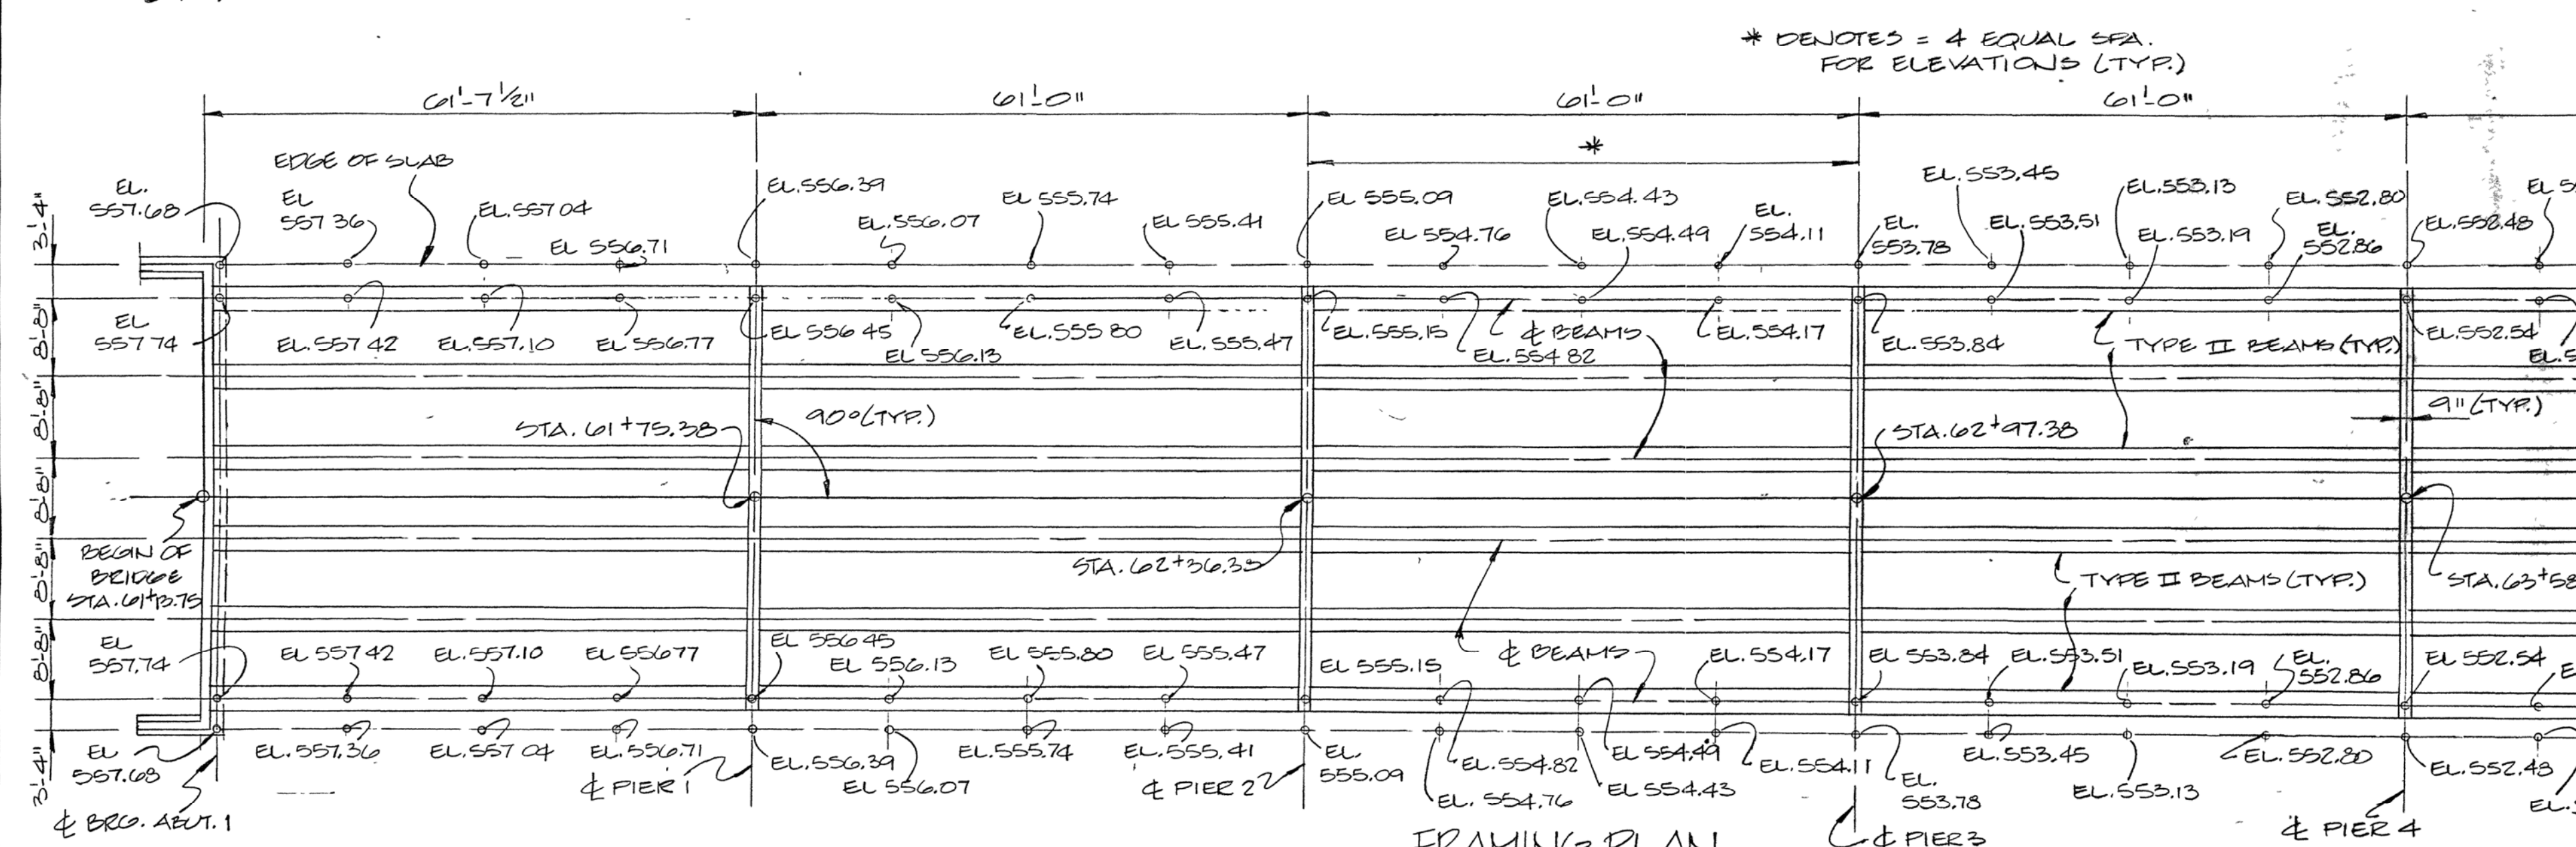 * DENOTES = 4 EQUAL SPA.
FOR ELEVATIONS (TYP.)
61'-7 1/2"
61'-0"
61'-0"
61'-0"
*
EDGE OF SLAB
EL.
557.68
EL
557 36
EL.557 04
EL 556.71
EL.556.39
EL.556.07
EL 555.74
EL 555.41
EL 555.09
EL 554.76
EL.554.43
EL.554.49
EL.
554.11
EL.
553.78
EL.553.45
EL.553.51
EL.553.13
EL.553.19
EL.552.80
EL.
552.86
EL.552.48
3'-4"
8'-8"
8'-8"
8'-8"
8'-8"
8'-8"
3'-4"
EL
557 74
EL.557 42
EL.557.10
EL 556.77
EL 556 45
EL 556.13
EL.555 80
EL.555.47
EL.555.15
EL.554 82
℄ BEAMS
EL.554.17
EL.553.84
TYPE II BEAMS (TYP.)
EL.552.54
9" (TYP.)
STA. 61+75.38
90° (TYP.)
STA.62+97.38
BEGIN OF
BRIDGE
STA.61+13.75
STA.62+36.38
TYPE II BEAMS (TYP.)
STA.63+58
EL
557.74
EL 557 42
EL.557.10
EL 556 77
EL 556 45
EL 556.13
EL 555.80
EL 555.47
EL 555.15
℄ BEAMS
EL.554.17
EL 553.84
EL.553.51
EL.553.19
EL.
552.86
EL 552.54
EL
557.68
EL.557.36
EL.557 04
EL.556.71
EL.556.39
EL 556.07
EL.555.74
EL.555.41
EL.
555.09
EL.554.82
EL. 554.76
EL 554.49
EL 554.43
EL.554.11
EL.
553.78
EL.553.45
EL.553.13
EL.552.80
EL.552.48
℄ BRG. ABUT. 1
℄ PIER 1
℄ PIER 2
℄ PIER 3
℄ PIER 4
FRAMING PLAN